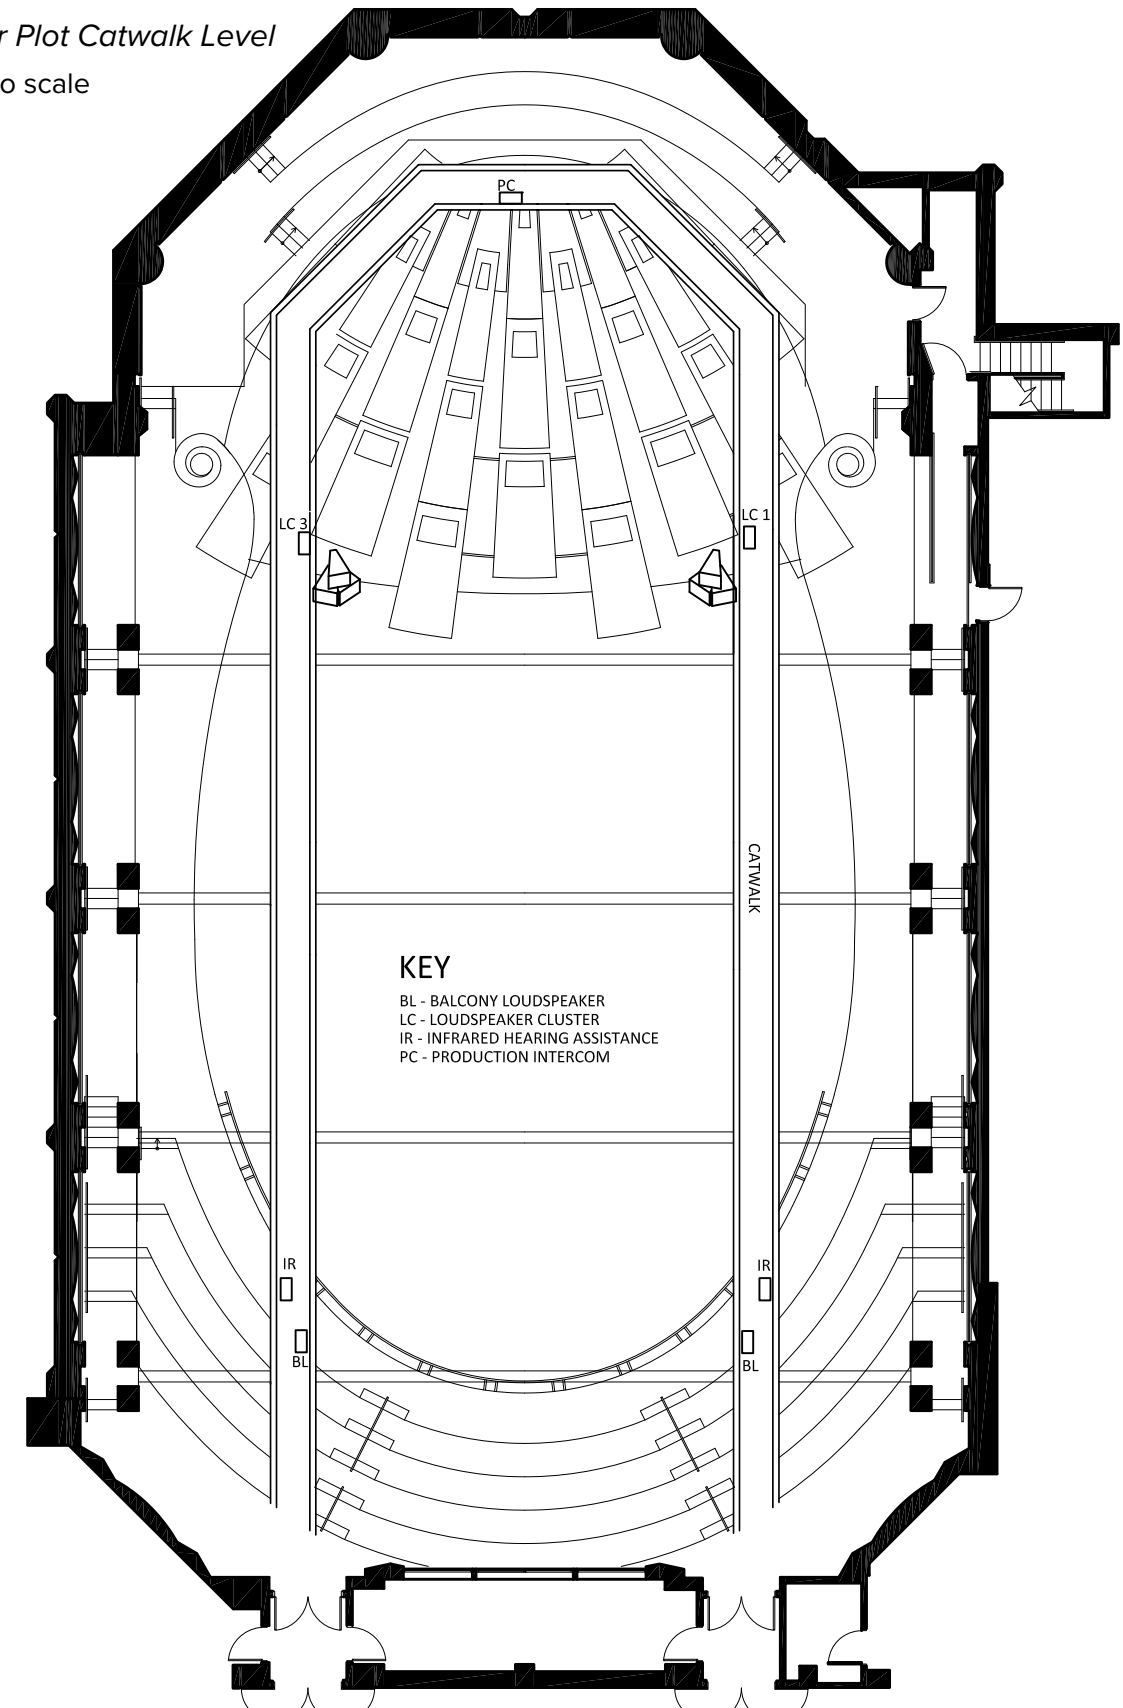 r Plot Catwalk Level
o scale
PC
LC 3
LC 1
CATWALK
KEY
BL - BALCONY LOUDSPEAKER
LC - LOUDSPEAKER CLUSTER
IR - INFRARED HEARING ASSISTANCE
PC - PRODUCTION INTERCOM
IR
IR
BL
BL